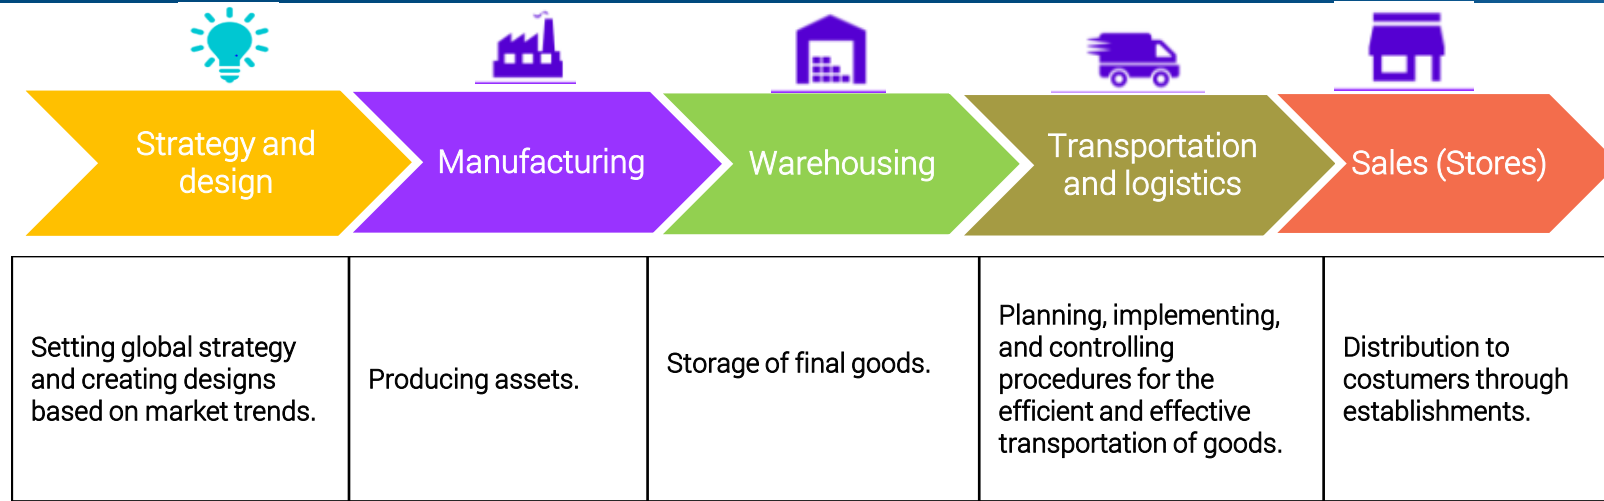 Strategy and
design
Manufacturing
Warehousing
Transportation
and logistics
Sales (Stores)
Setting global strategy
and creating designs
based on market trends.
Producing assets.
Storage of final goods.
Planning, implementing,
and controlling
procedures for the
efficient and effective
transportation of goods.
Distribution to
costumers through
establishments.